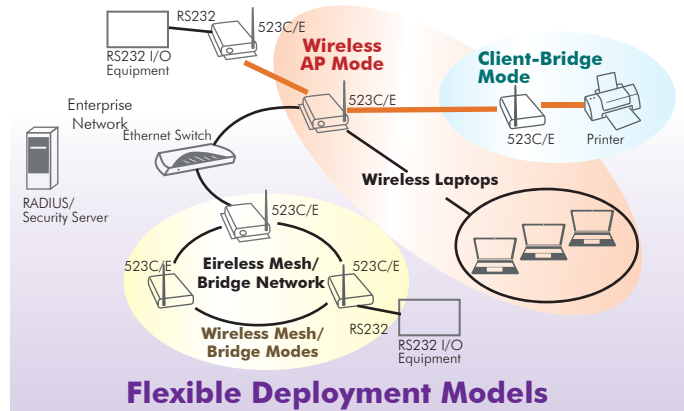 RS232
523C/E
RS232 I/O
Equipment
Wireless
AP Mode
Client-Bridge
Mode
523C/E
Enterprise
Network
Ethernet Switch
523C/E
Printer
RADIUS/
Security Server
Wireless Laptops
523C/E
523C/E
Eireless Mesh/
Bridge Network
523C/E
RS232
Wireless Mesh/
Bridge Modes
RS232 I/O
Equipment
Flexible Deployment Models